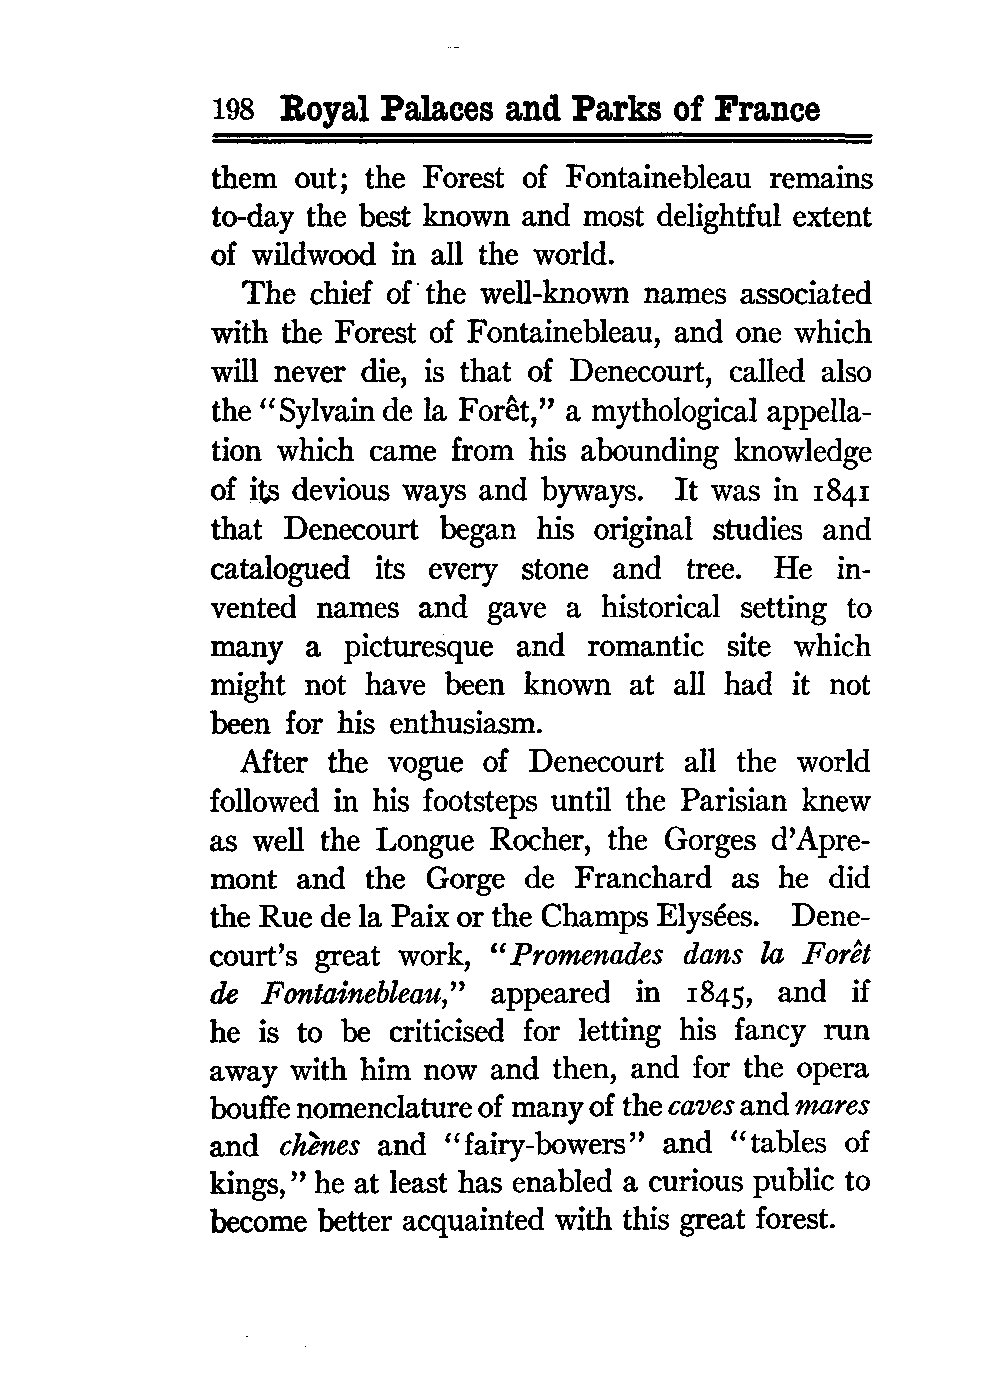 198 Royal Palaces and Parks of France
them out; the Forest of Fontainebleau remains
to-day the best known and most delightful extent
of wildwood in all the world.
The chief of the well-known names associated
with the Forest of Fontainebleau, and one which
will never die, is that of Denecourt, called also
the “Sylvain de la Forêt,” a mythological appella-
tion which came from his abounding knowledge
of its devious ways and byways. It was in 1841
that Denecourt began his original studies and
catalogued its every stone and tree. He in-
vented names and gave a historical setting to
many a picturesque and romantic site which
might not have been known at all had it not
been for his enthusiasm.
After the vogue of Denecourt all the world
followed in his footsteps until the Parisian knew
as well the Longue Rocher, the Gorges d’Apre-
mont and the Gorge de Franchard as he did
the Rue de la Paix or the Champs Elysées. Dene-
court’s great work, “Promenades dans la Forêt
de Fontainebleau,” appeared in 1845, and if
he is to be criticised for letting his fancy run
away with him now and then, and for the opera
bouffe nomenclature of many of the caves and mares
and chènes and “fairy-bowers” and “tables of
kings,” he at least has enabled a curious public to
become better acquainted with this great forest.